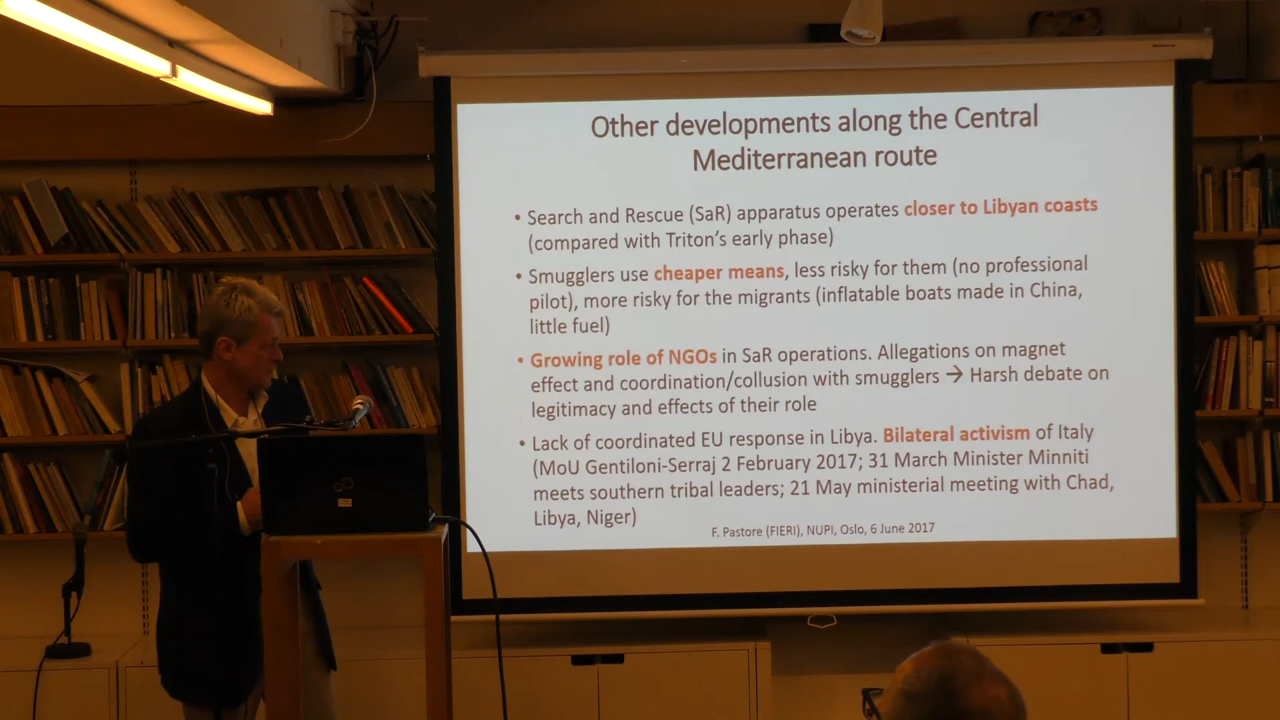 Other developments along the Central
Mediterranean route
• Search and Rescue (SaR) apparatus operates closer to Libyan coasts
(compared with Triton's early phase)
• Smugglers use cheaper means, less risky for them (no professional
pilot), more risky for the migrants (inflatable boats made in China,
little fuel)
• Growing role of NGOs in SaR operations. Allegations on magnet
effect and coordination/collusion with smugglers → Harsh debate on
legitimacy and effects of their role
• Lack of coordinated EU response in Libya. Bilateral activism of Italy
(MoU Gentiloni-Serraj 2 February 2017; 31 March Minister Minniti
meets southern tribal leaders; 21 May ministerial meeting with Chad,
Libya, Niger)
F. Pastore (FIERI), NUPI, Oslo, 6 June 2017